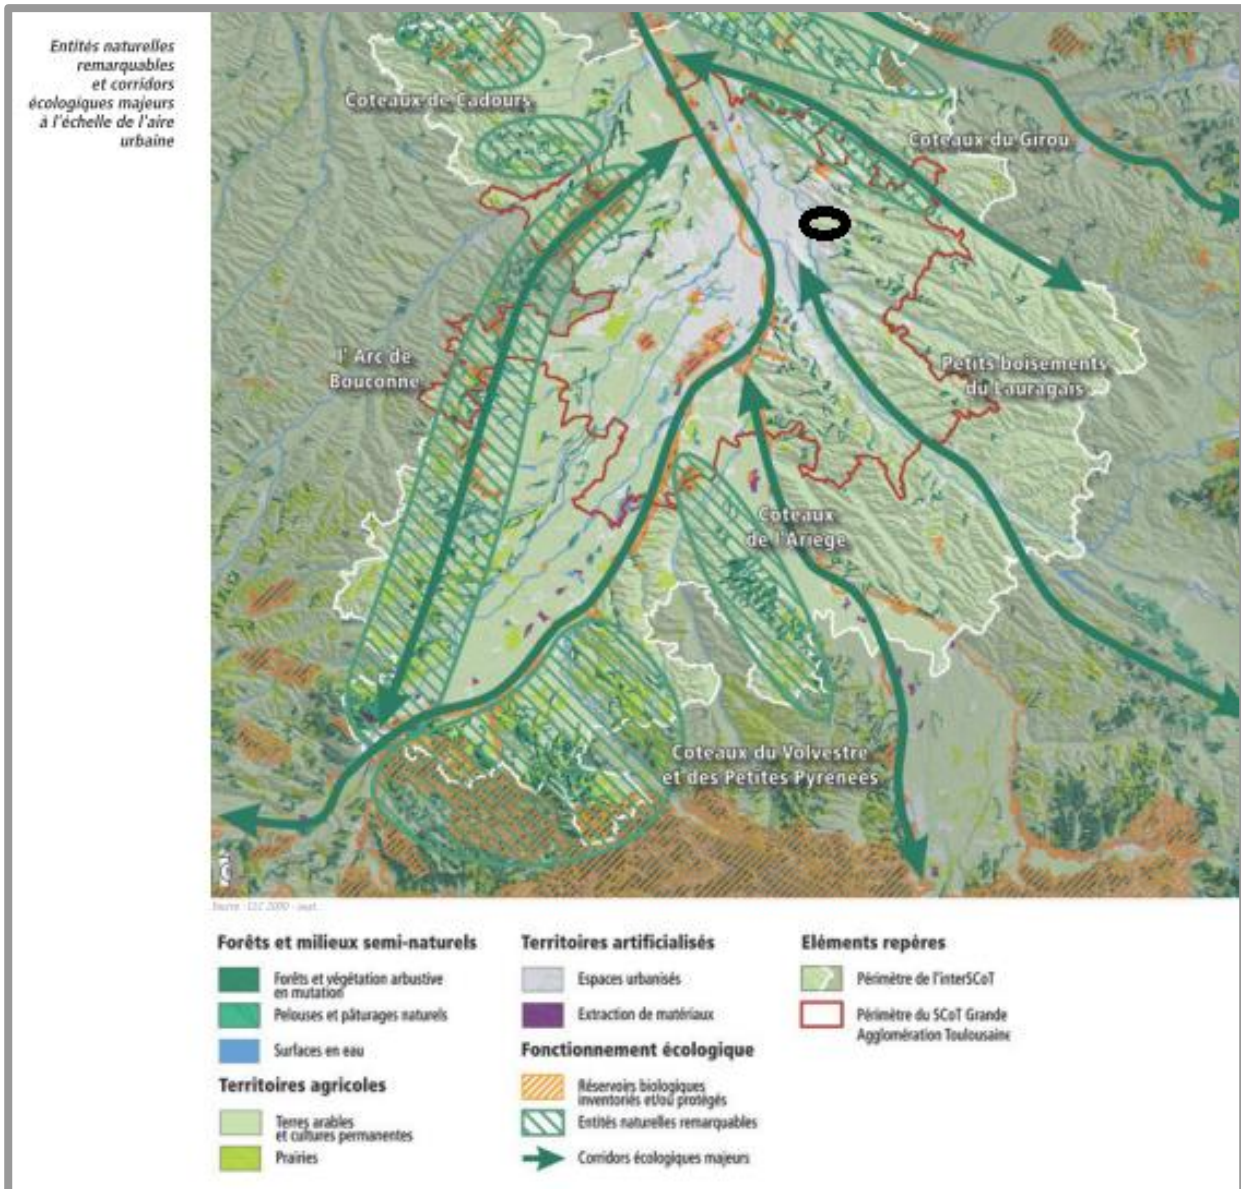 Entités naturelles
remarquables
et corridors
écologiques majeurs
à l'échelle de l'aire
urbaine
Coteaux de Cadours
Coteaux du Girou
l' Arc de
Bouconne
Petits boisements
du Lauragais
Coteaux
de l'Ariège
Coteaux du Volvestre
et des Petites Pyrénées
Source : CLC 2000 - auat
Forêts et milieux semi-naturels
Forêts et végétation arbustive
en mutation
Pelouses et pâturages naturels
Surfaces en eau
Territoires agricoles
Terres arables
et cultures permanentes
Prairies
Territoires artificialisés
Espaces urbanisés
Extraction de matériaux
Fonctionnement écologique
Réservoirs biologiques
inventoriés et/ou protégés
Entités naturelles remarquables
Corridors écologiques majeurs
Eléments repères
Périmètre de l'interSCoT
Périmètre du SCoT Grande
Agglomération Toulousaine